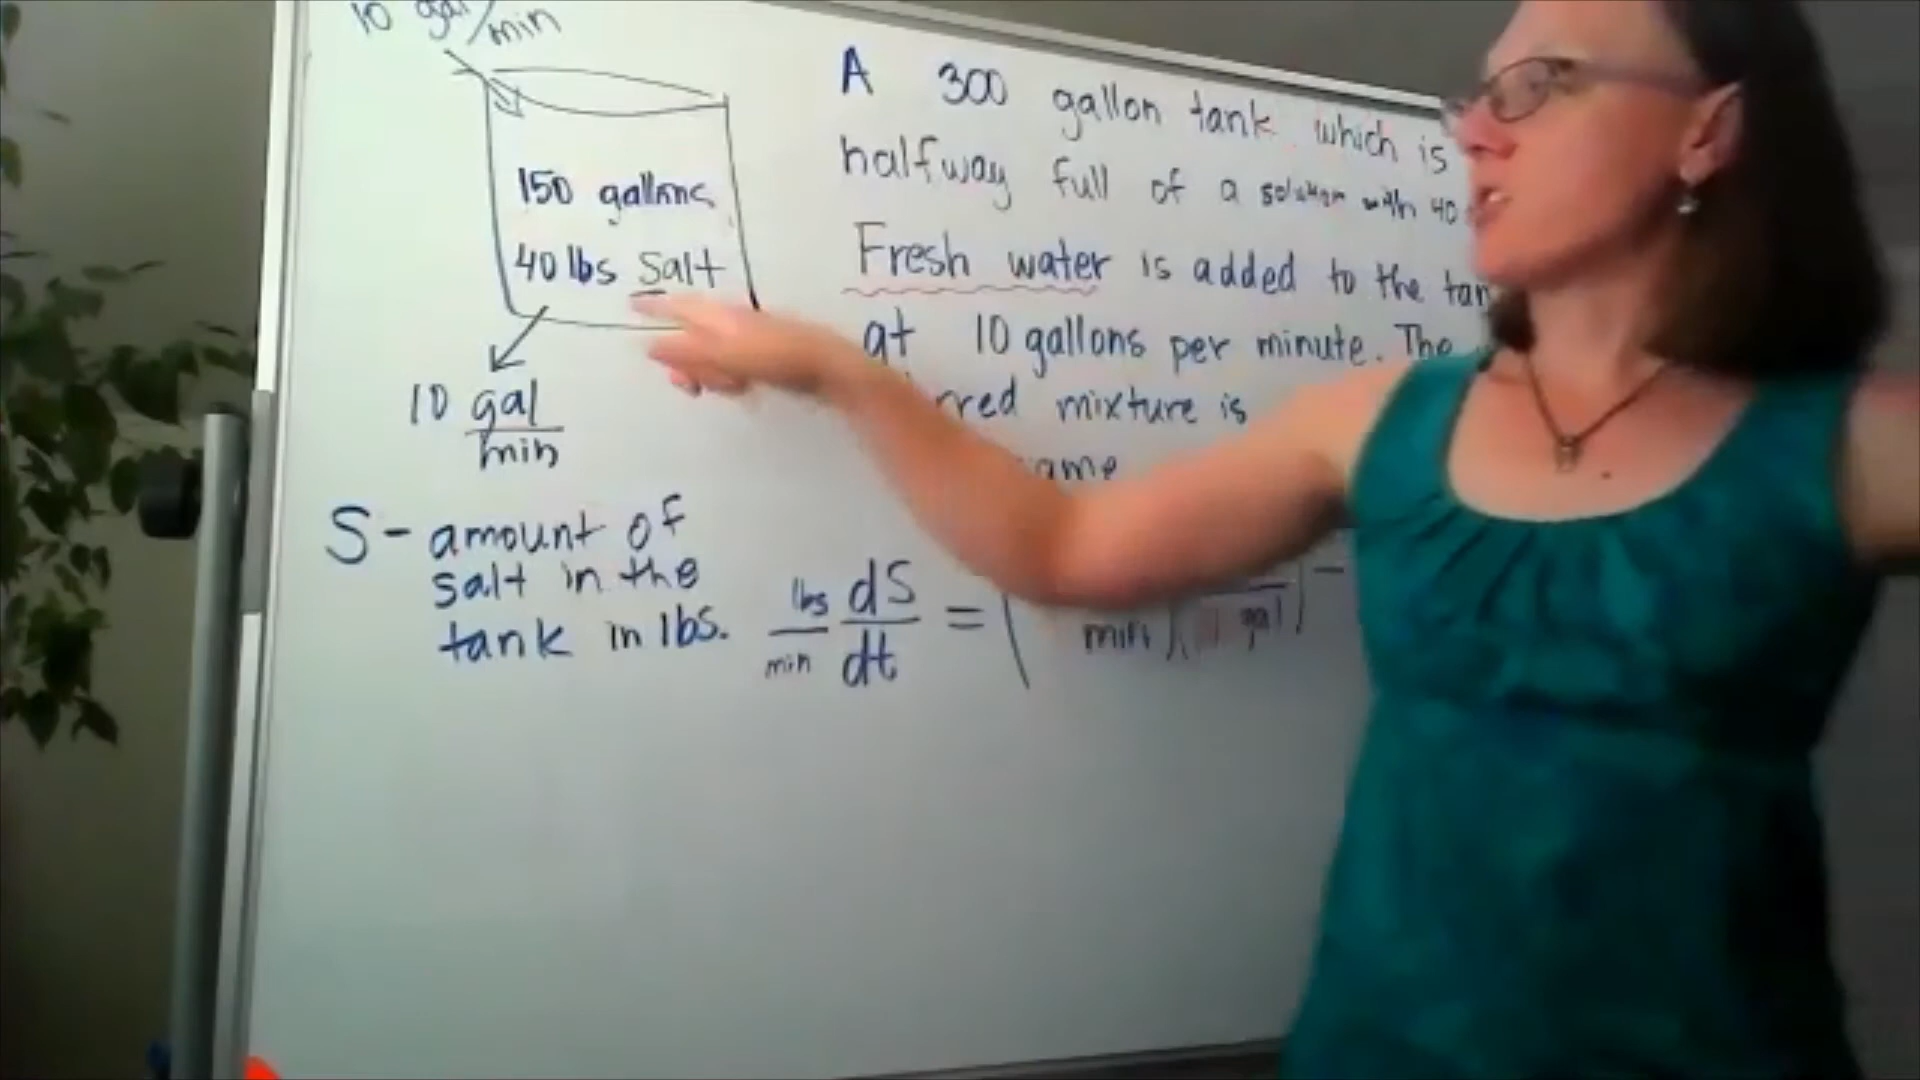 10 gal/min
150 gallons
40 lbs salt
10 gal
min
S - amount of
salt in the
tank in lbs.
A 300 gallon tank which is
halfway full of a solution with 40
Fresh water is added to the tan
at 10 gallons per minute. The
rred mixture is
ame
lbs dS
min dt
= (
min ) ( gal ) -